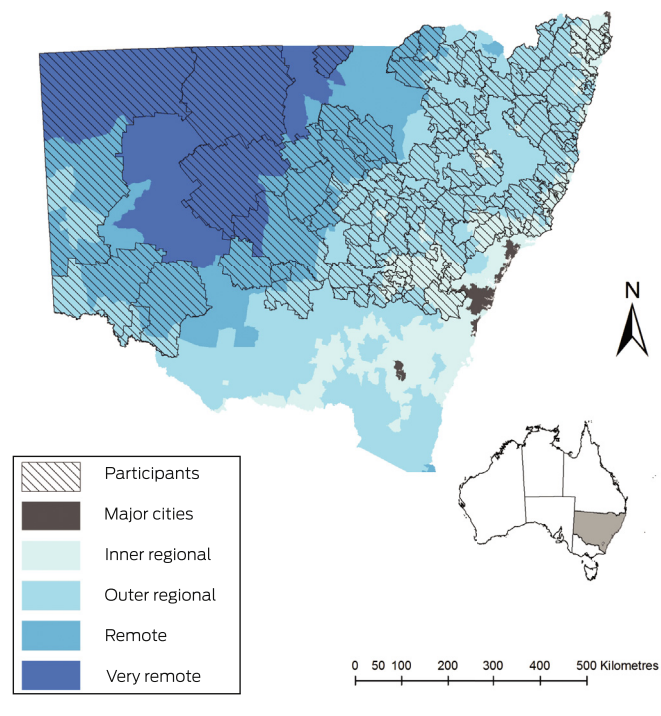 N
Participants
Major cities
Inner regional
Outer regional
Remote
Very remote
0 50 100 200 300 400 500 Kilometres